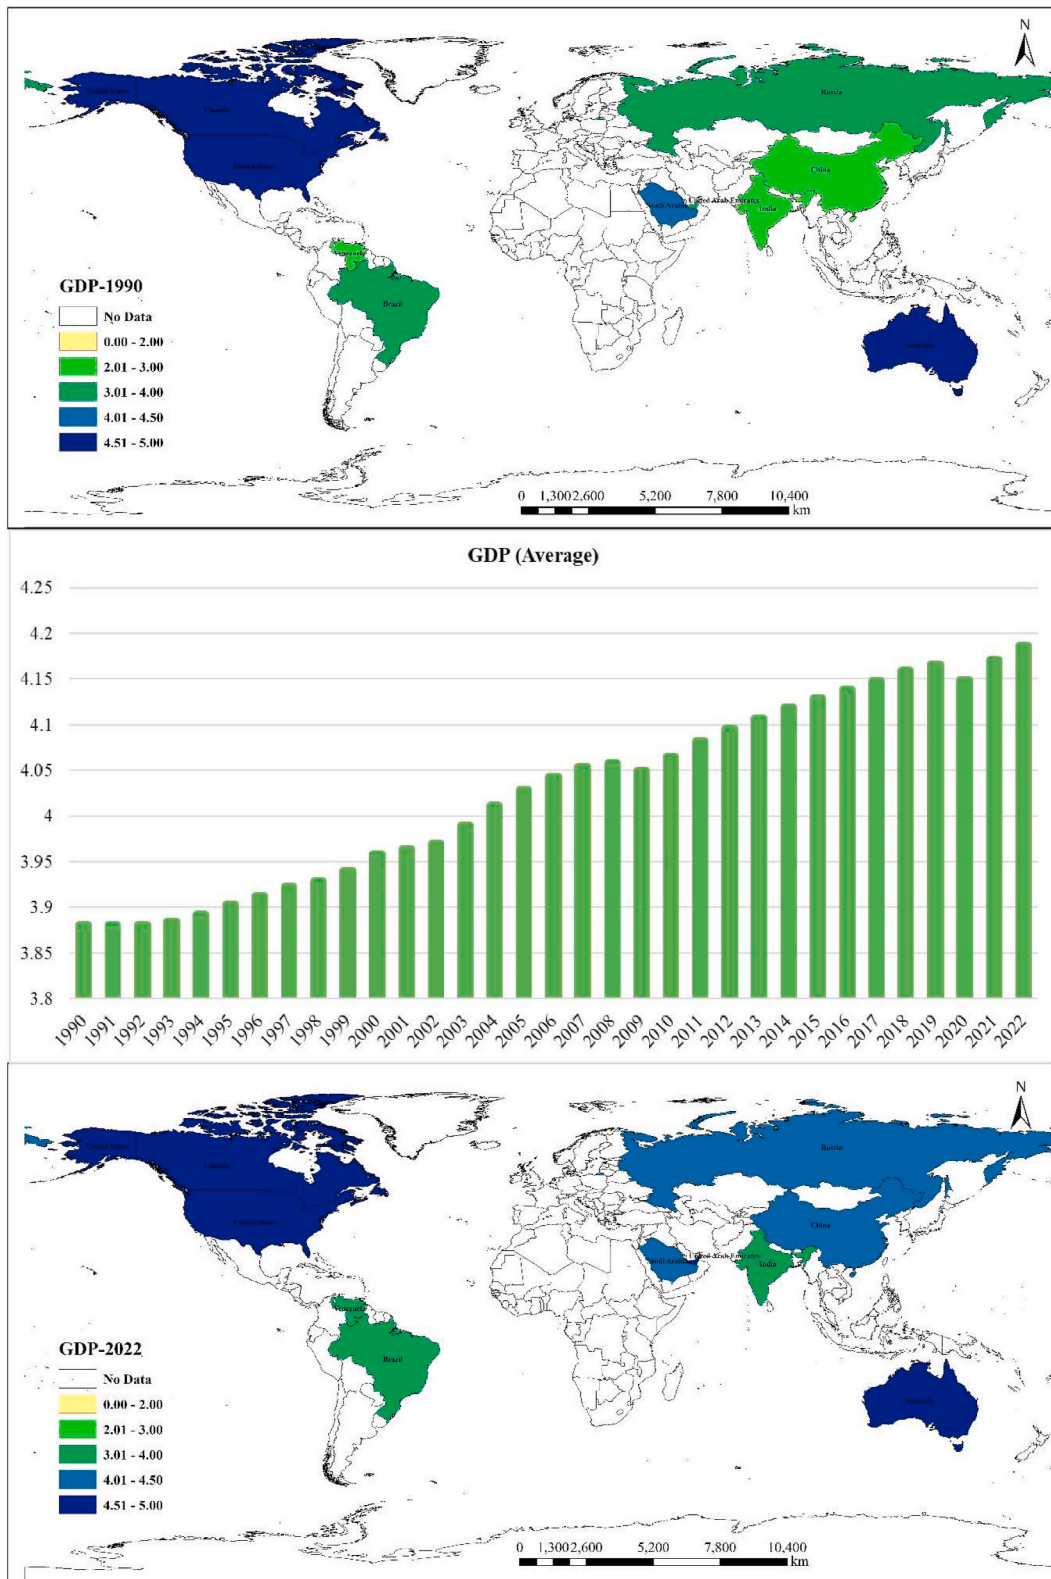 N
United States
Canada
United States
Russia
China
India
Saudi Arabia
United Arab Emirates
Venezuela
Brazil
Australia
GDP-1990
No Data
0.00 - 2.00
2.01 - 3.00
3.01 - 4.00
4.01 - 4.50
4.51 - 5.00
0 1,300 2,600 5,200 7,800 10,400
km
GDP (Average)
4.25
4.2
4.15
4.1
4.05
4
3.95
3.9
3.85
3.8
1990 1991 1992 1993 1994 1995 1996 1997 1998 1999 2000 2001 2002 2003 2004 2005 2006 2007 2008 2009 2010 2011 2012 2013 2014 2015 2016 2017 2018 2019 2020 2021 2022
N
United States
Canada
United States
Russia
China
India
Saudi Arabia
United Arab Emirates
Venezuela
Brazil
Australia
GDP-2022
No Data
0.00 - 2.00
2.01 - 3.00
3.01 - 4.00
4.01 - 4.50
4.51 - 5.00
0 1,300 2,600 5,200 7,800 10,400
km